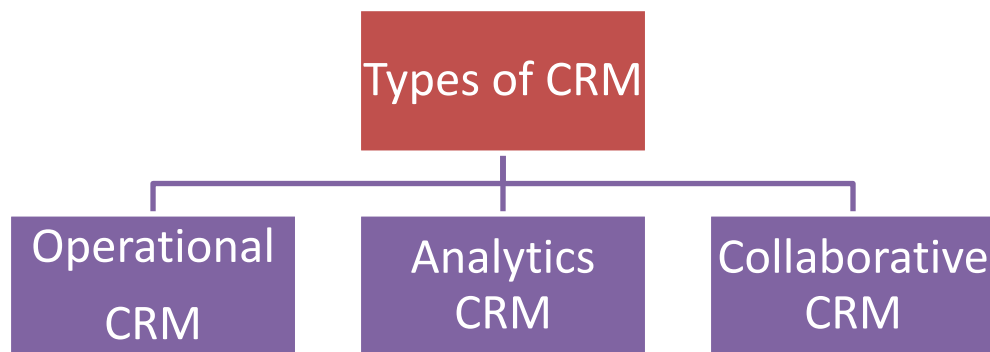 Types of CRM
Operational
CRM
Analytics
CRM
Collaborative
CRM